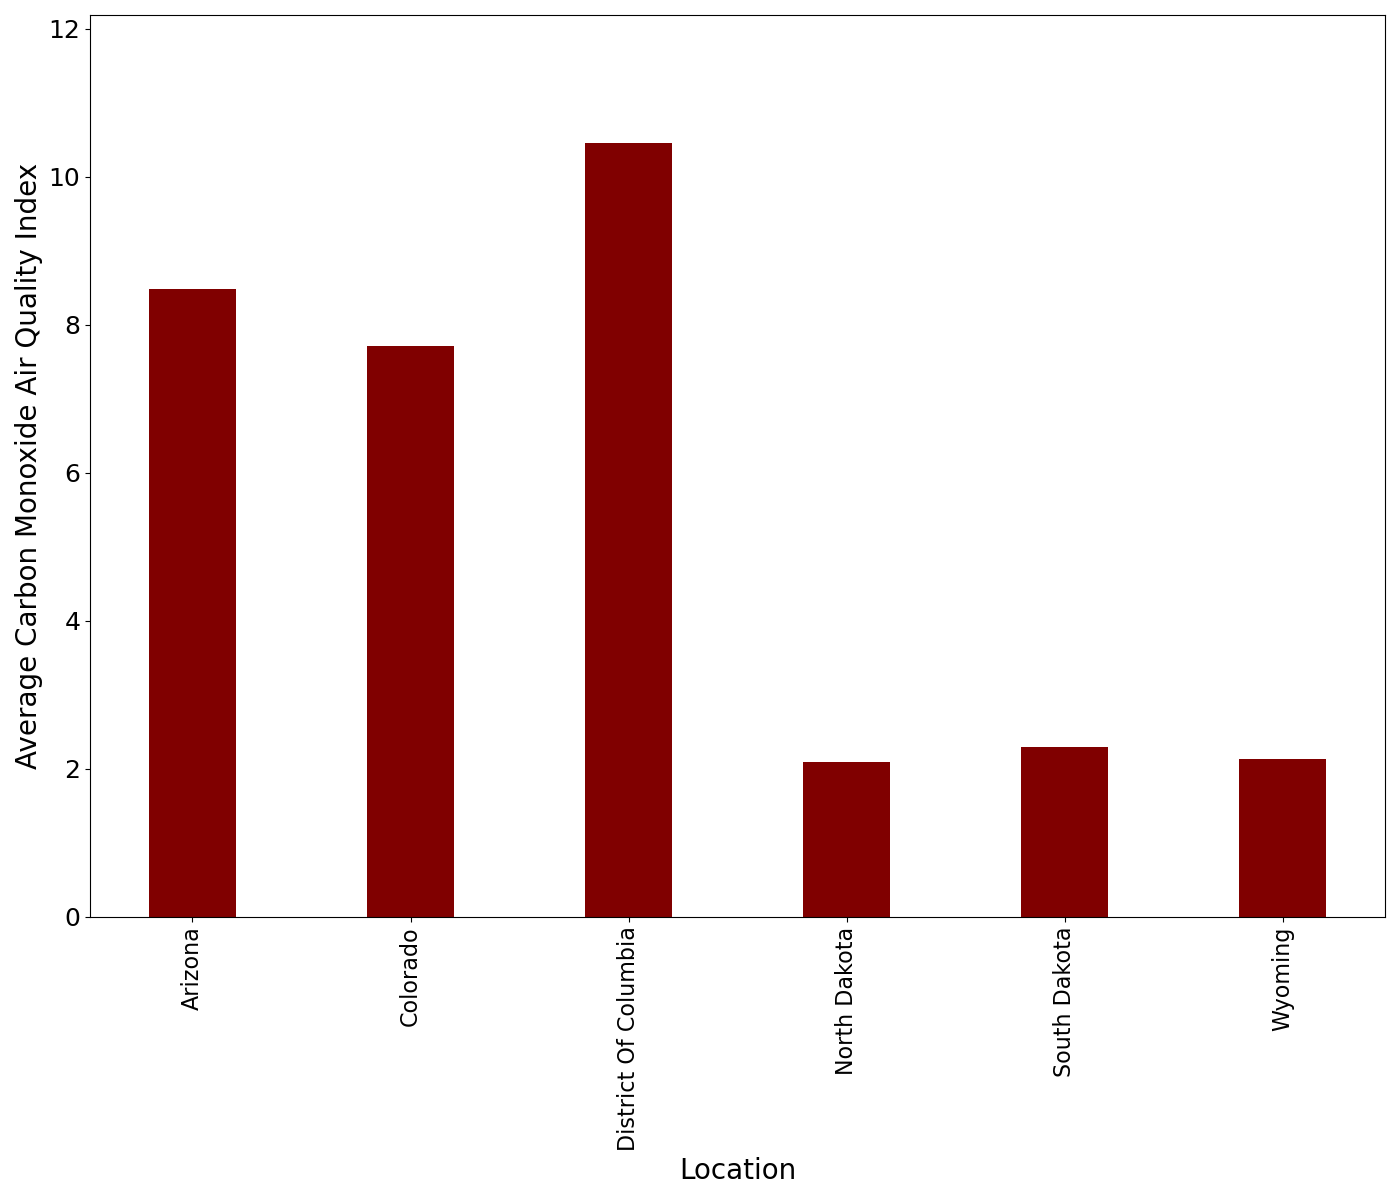 Average Carbon Monoxide Air Quality Index
12
10
8
6
4
2
0
Arizona
Colorado
District Of Columbia
North Dakota
South Dakota
Wyoming
Location